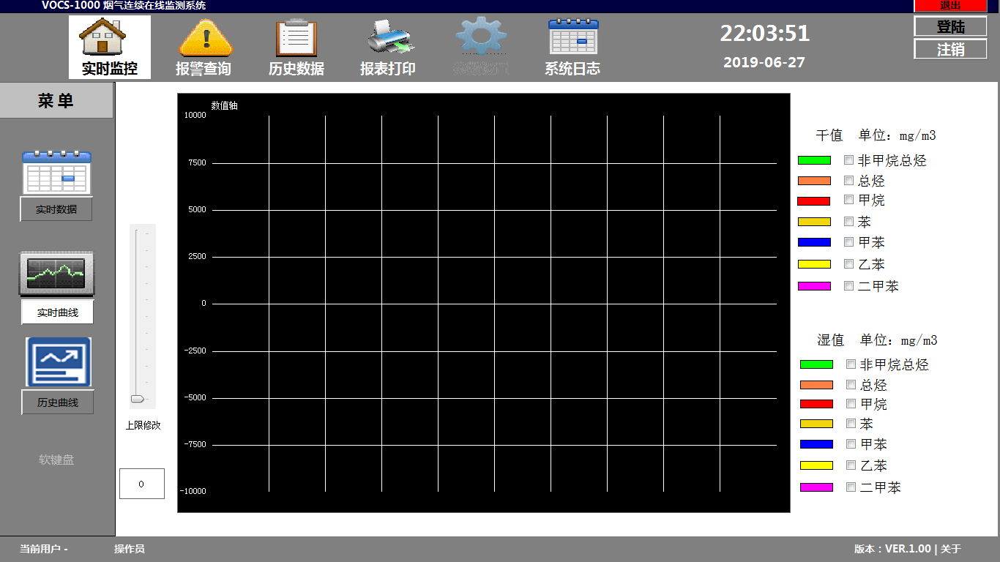 VOCS-1000 烟气连续在线监测系统
退出
实时监控
报警查询
历史数据
报表打印
系统日志
22:03:51
2019-06-27
登陆
注销
菜单
实时数据
实时曲线
历史曲线
软键盘
上限修改
0
数值轴
10000
7500
5000
2500
0
-2500
-5000
-7500
-10000
干值 单位：mg/m3
非甲烷总烃
总烃
甲烷
苯
甲苯
乙苯
二甲苯
湿值 单位：mg/m3
非甲烷总烃
总烃
甲烷
苯
甲苯
乙苯
二甲苯
当前用户 -
操作员
版本：VER.1.00 | 关于